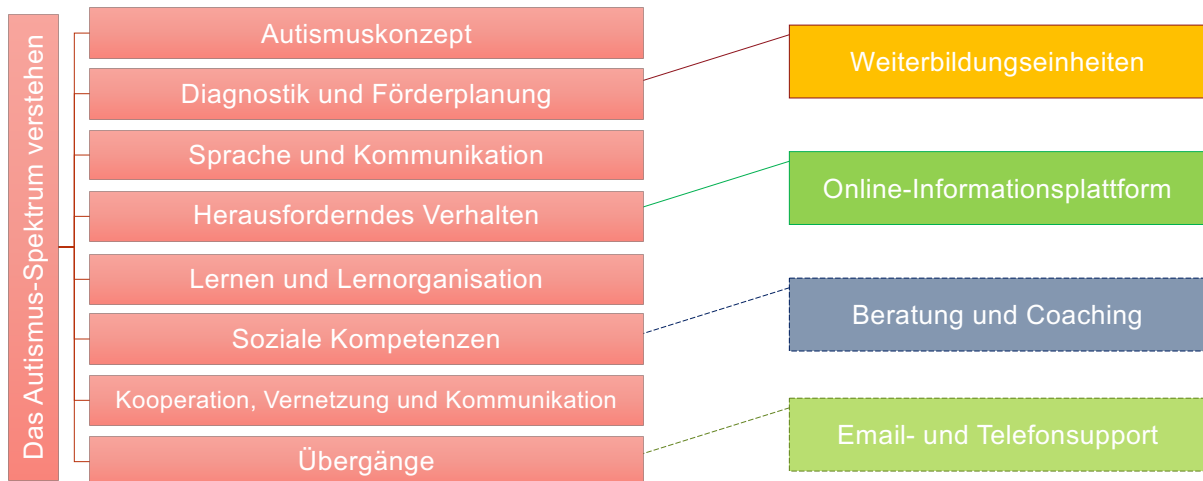 Das Autismus-Spektrum verstehen
Autismuskonzept
Diagnostik und Förderplanung
Sprache und Kommunikation
Herausforderndes Verhalten
Lernen und Lernorganisation
Soziale Kompetenzen
Kooperation, Vernetzung und Kommunikation
Übergänge
Weiterbildungseinheiten
Online-Informationsplattform
Beratung und Coaching
Email- und Telefonsupport